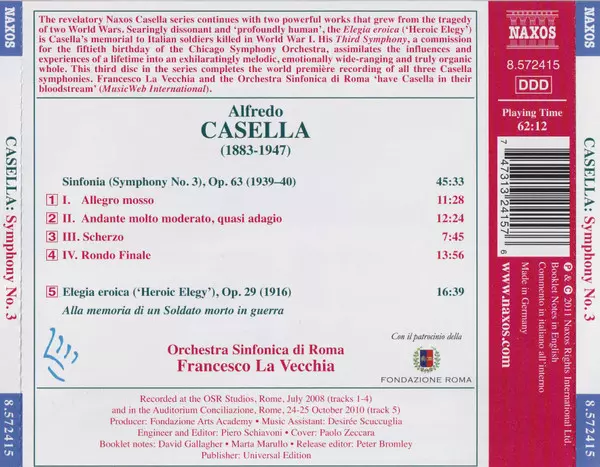 The revelatory Naxos Casella series continues with two powerful works that grew from the tragedy
of two World Wars. Searingly dissonant and ‘profoundly human’, the Elegia eroica (‘Heroic Elegy’)
is Casella’s memorial to Italian soldiers killed in World War I. His Third Symphony, a commission
for the fiftieth birthday of the Chicago Symphony Orchestra, assimilates the influences and
experiences of a lifetime into an exhilaratingly melodic, emotionally wide-ranging and truly organic
whole. This third disc in the series completes the world première recording of all three Casella
symphonies. Francesco La Vecchia and the Orchestra Sinfonica di Roma ‘have Casella in their
bloodstream’ (MusicWeb International).
Alfredo
CASELLA
(1883-1947)
Sinfonia (Symphony No. 3), Op. 63 (1939–40) 45:33
1 I. Allegro mosso 11:28
2 II. Andante molto moderato, quasi adagio 12:24
3 III. Scherzo 7:45
4 IV. Rondo Finale 13:56
5 Elegia eroica (‘Heroic Elegy’), Op. 29 (1916) 16:39
Alla memoria di un Soldato morto in guerra
Orchestra Sinfonica di Roma
Francesco La Vecchia
Con il patrocinio della
FONDAZIONE ROMA
Recorded at the OSR Studios, Rome, July 2008 (tracks 1-4)
and in the Auditorium Conciliazione, Rome, 24-25 October 2010 (track 5)
Producer: Fondazione Arts Academy • Music Assistant: Desirée Scuccuglia
Engineer and Editor: Piero Schiavoni • Cover: Paolo Zeccara
Booklet notes: David Gallagher • Marta Marullo • Release editor: Peter Bromley
Publisher: Universal Edition
NAXOS
CASELLA: Symphony No. 3
8.572415
NAXOS
8.572415
DDD
Playing Time
62:12
7 47313 24157 6
℗ & © 2011 Naxos Rights International Ltd.
Booklet Notes in English
Commento in italiano all’interno
Made in Germany
www.naxos.com
NAXOS
CASELLA: Symphony No. 3
8.572415